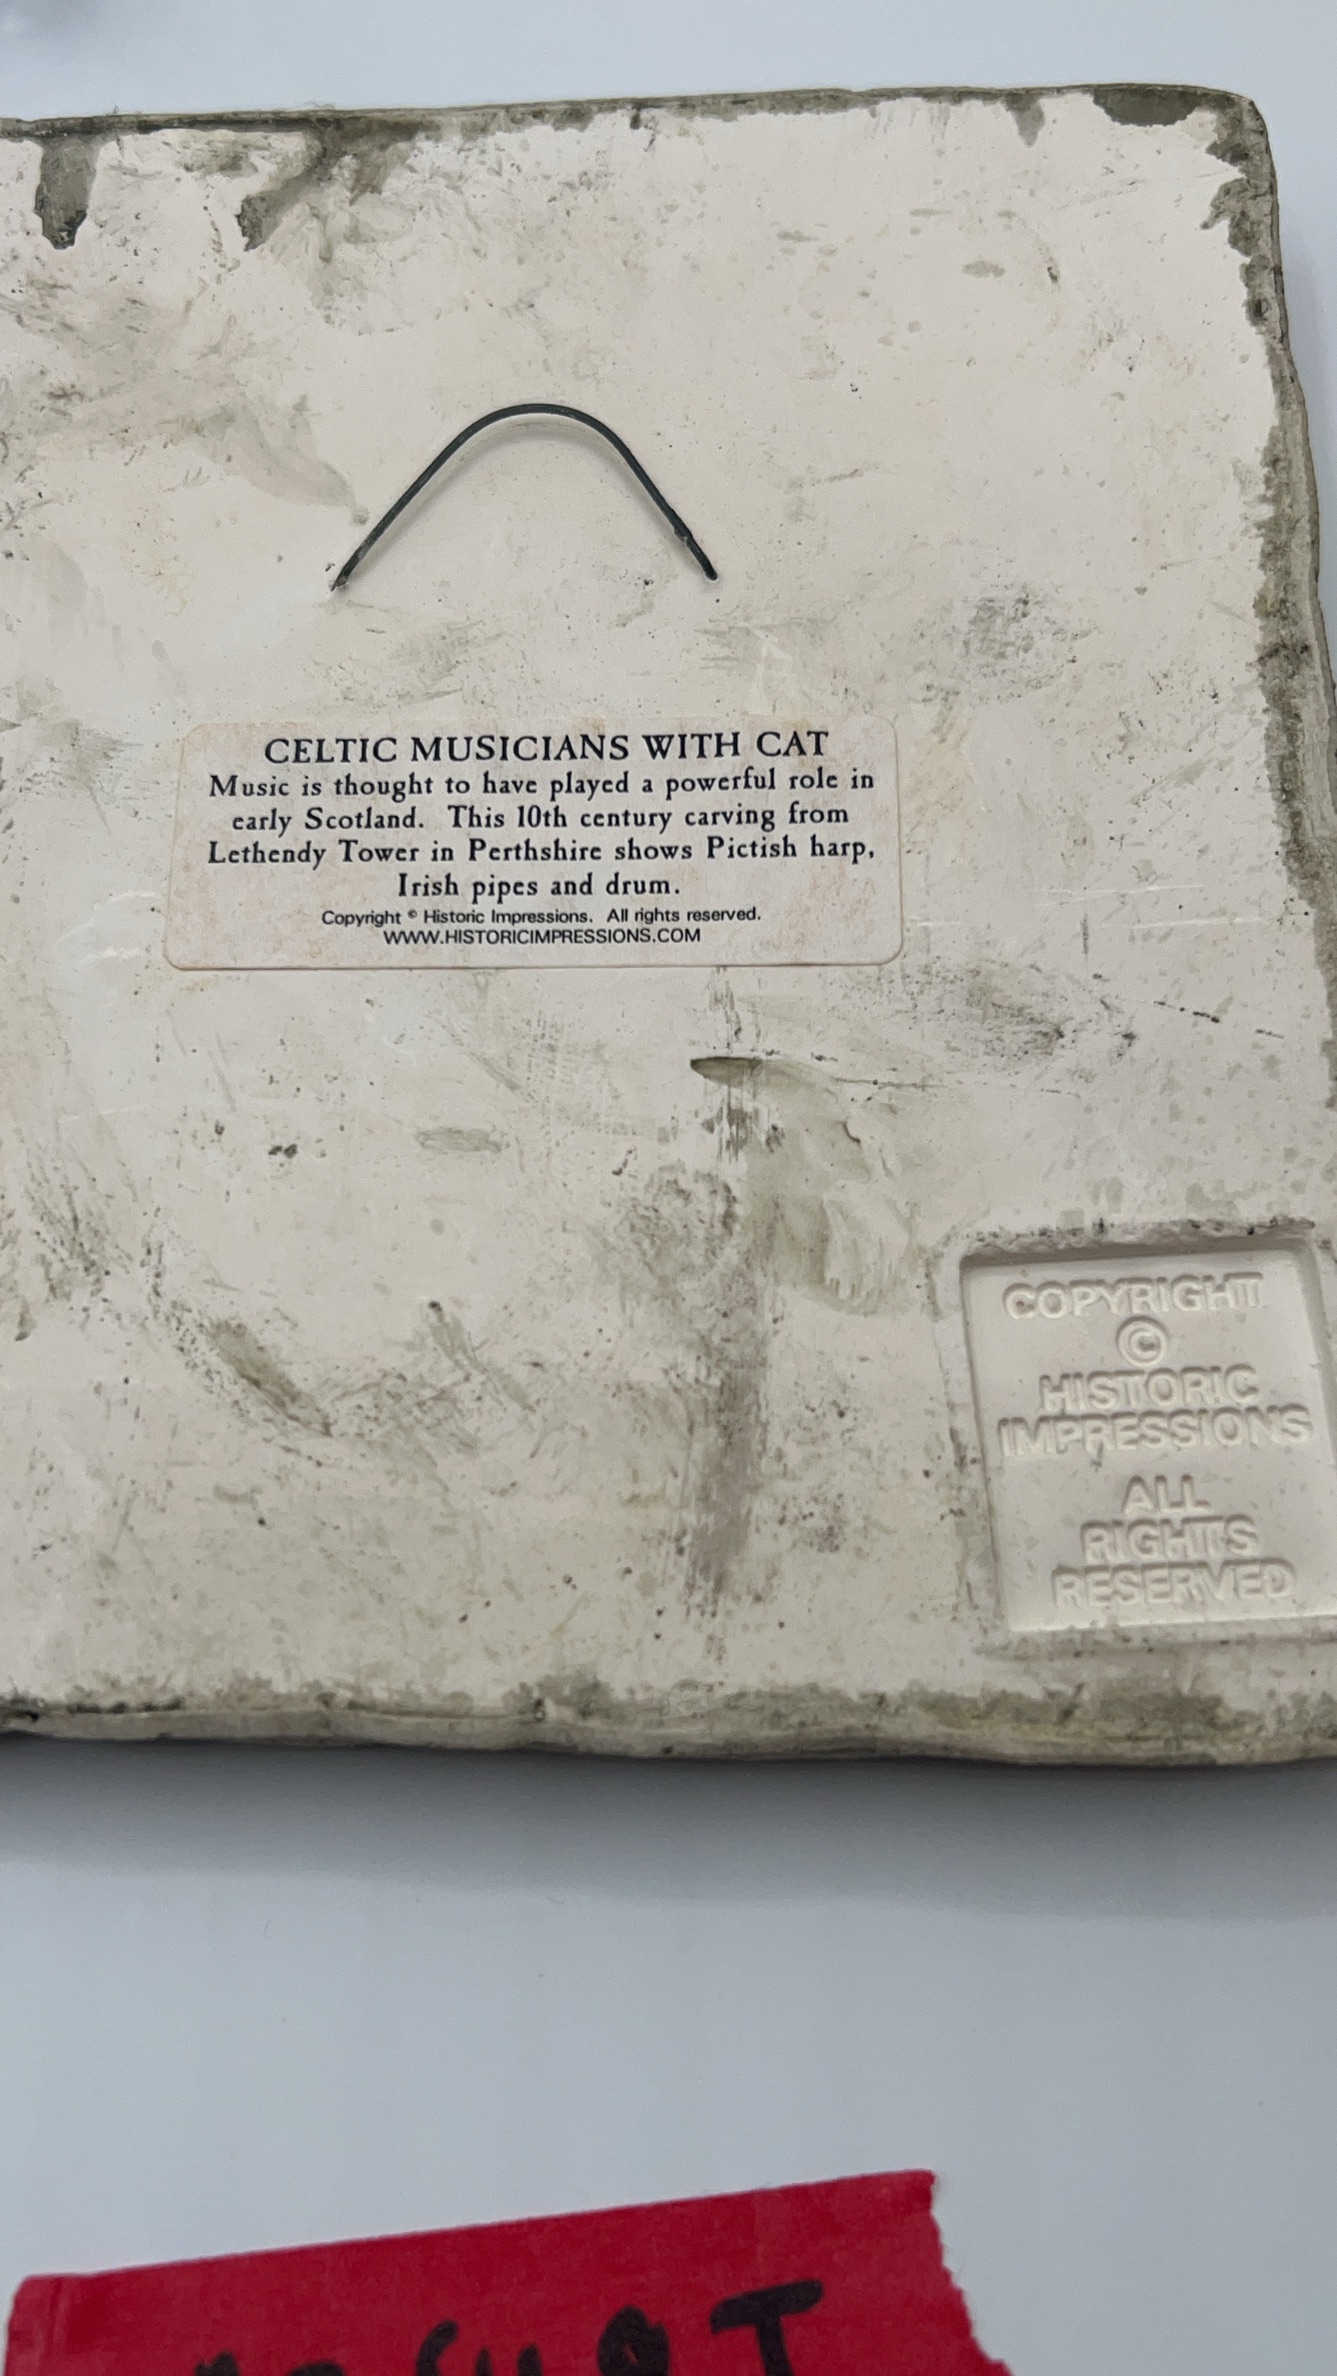 CELTIC MUSICIANS WITH CAT
Music is thought to have played a powerful role in
early Scotland. This 10th century carving from
Lethendy Tower in Perthshire shows Pictish harp,
Irish pipes and drum.
Copyright © Historic Impressions. All rights reserved.
WWW.HISTORICIMPRESSIONS.COM
COPYRIGHT
©
HISTORIC
IMPRESSIONS
ALL
RIGHTS
RESERVED